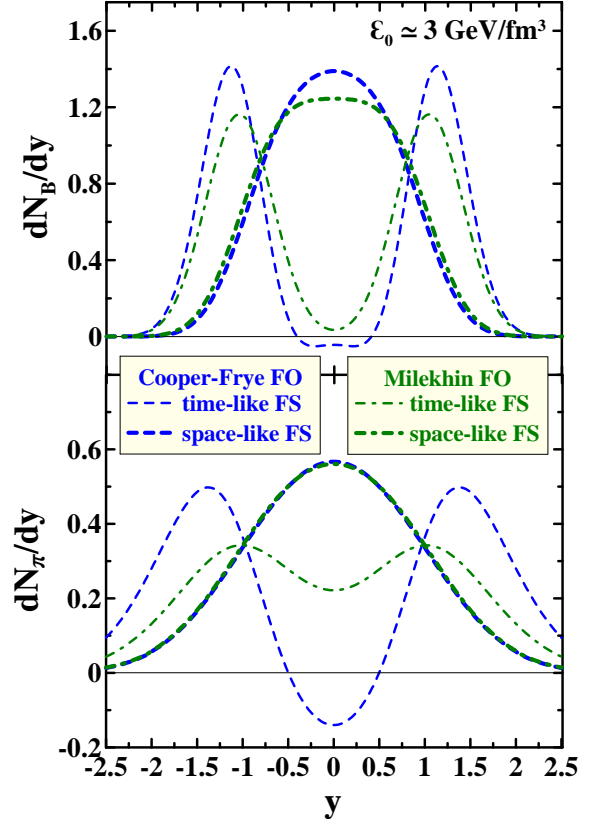 ε₀ ≃ 3 GeV/fm³
1.6
1.2
0.8
0.4
0
dN_B/dy
Cooper-Frye FO
time-like FS
space-like FS
Milekhin FO
time-like FS
space-like FS
0.6
0.4
0.2
0
-0.2
dN_π/dy
-2.5 -2 -1.5 -1 -0.5 0 0.5 1 1.5 2 2.5
y